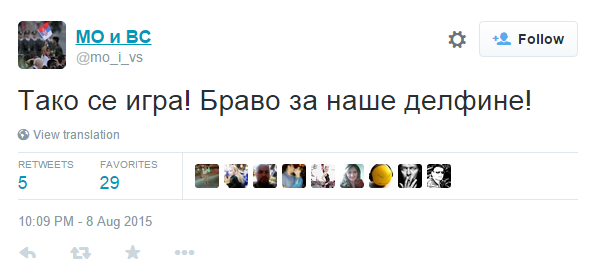 МО и ВС
@mo_i_vs
Follow
Тако се игра! Браво за наше делфине!
View translation
RETWEETS FAVORITES
5 29
10:09 PM - 8 Aug 2015